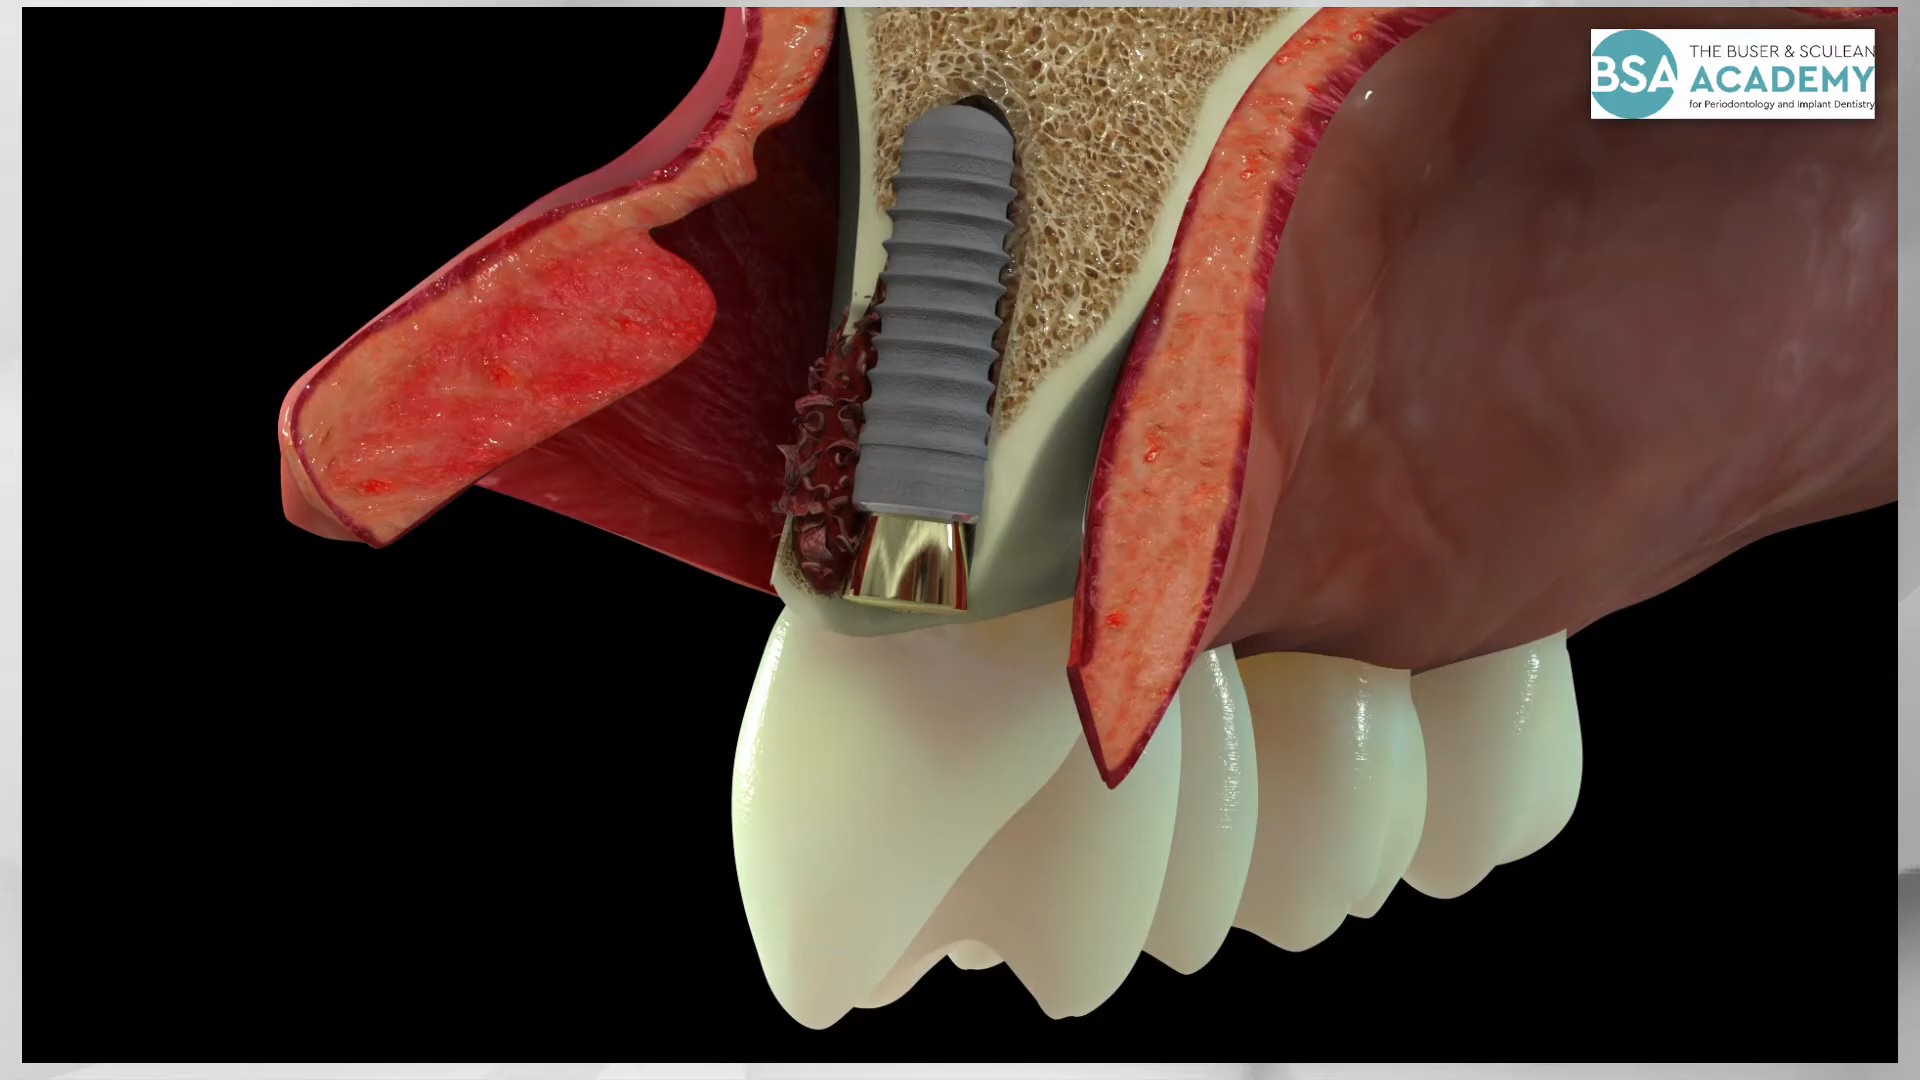 BSA
THE BUSER & SCULEAN
ACADEMY
for Periodontology and Implant Dentistry